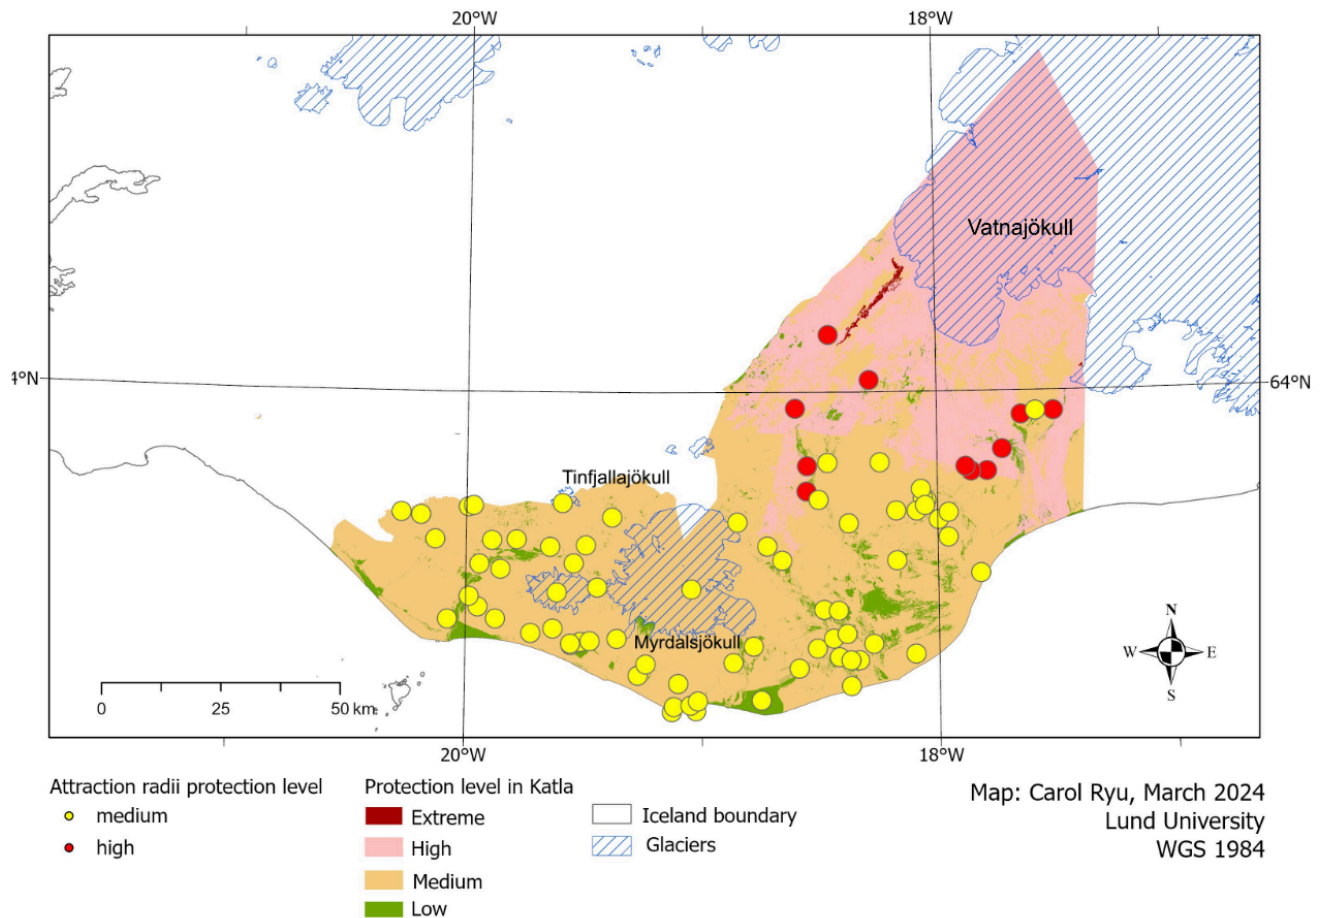 20°W
18°W
Vatnajökull
1°N
64°N
Tinfjallajökull
Myrdalsjökull
N
W
E
S
0
25
50 km
20°W
18°W
Attraction radii protection level
medium
high
Protection level in Katla
Extreme
High
Medium
Low
Iceland boundary
Glaciers
Map: Carol Ryu, March 2024
Lund University
WGS 1984